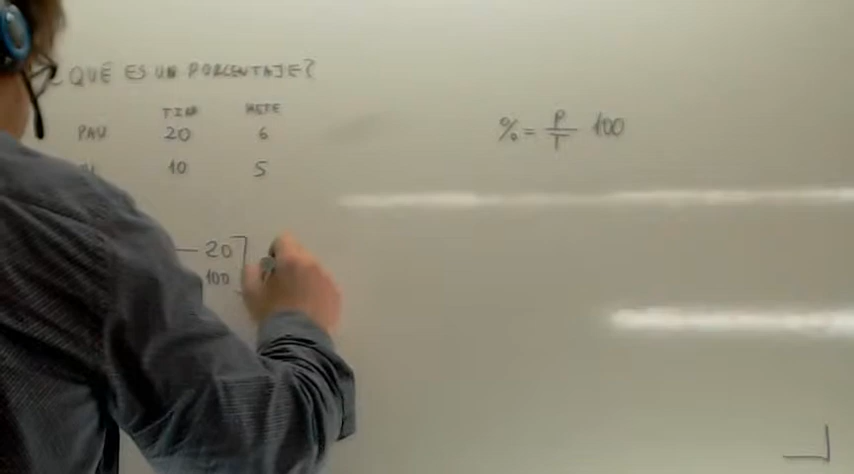 ¿QUÉ ES UN PORCENTAJE?
TIRA METE
PAU 20 6
10 5
% = P/T 100
— 20
100